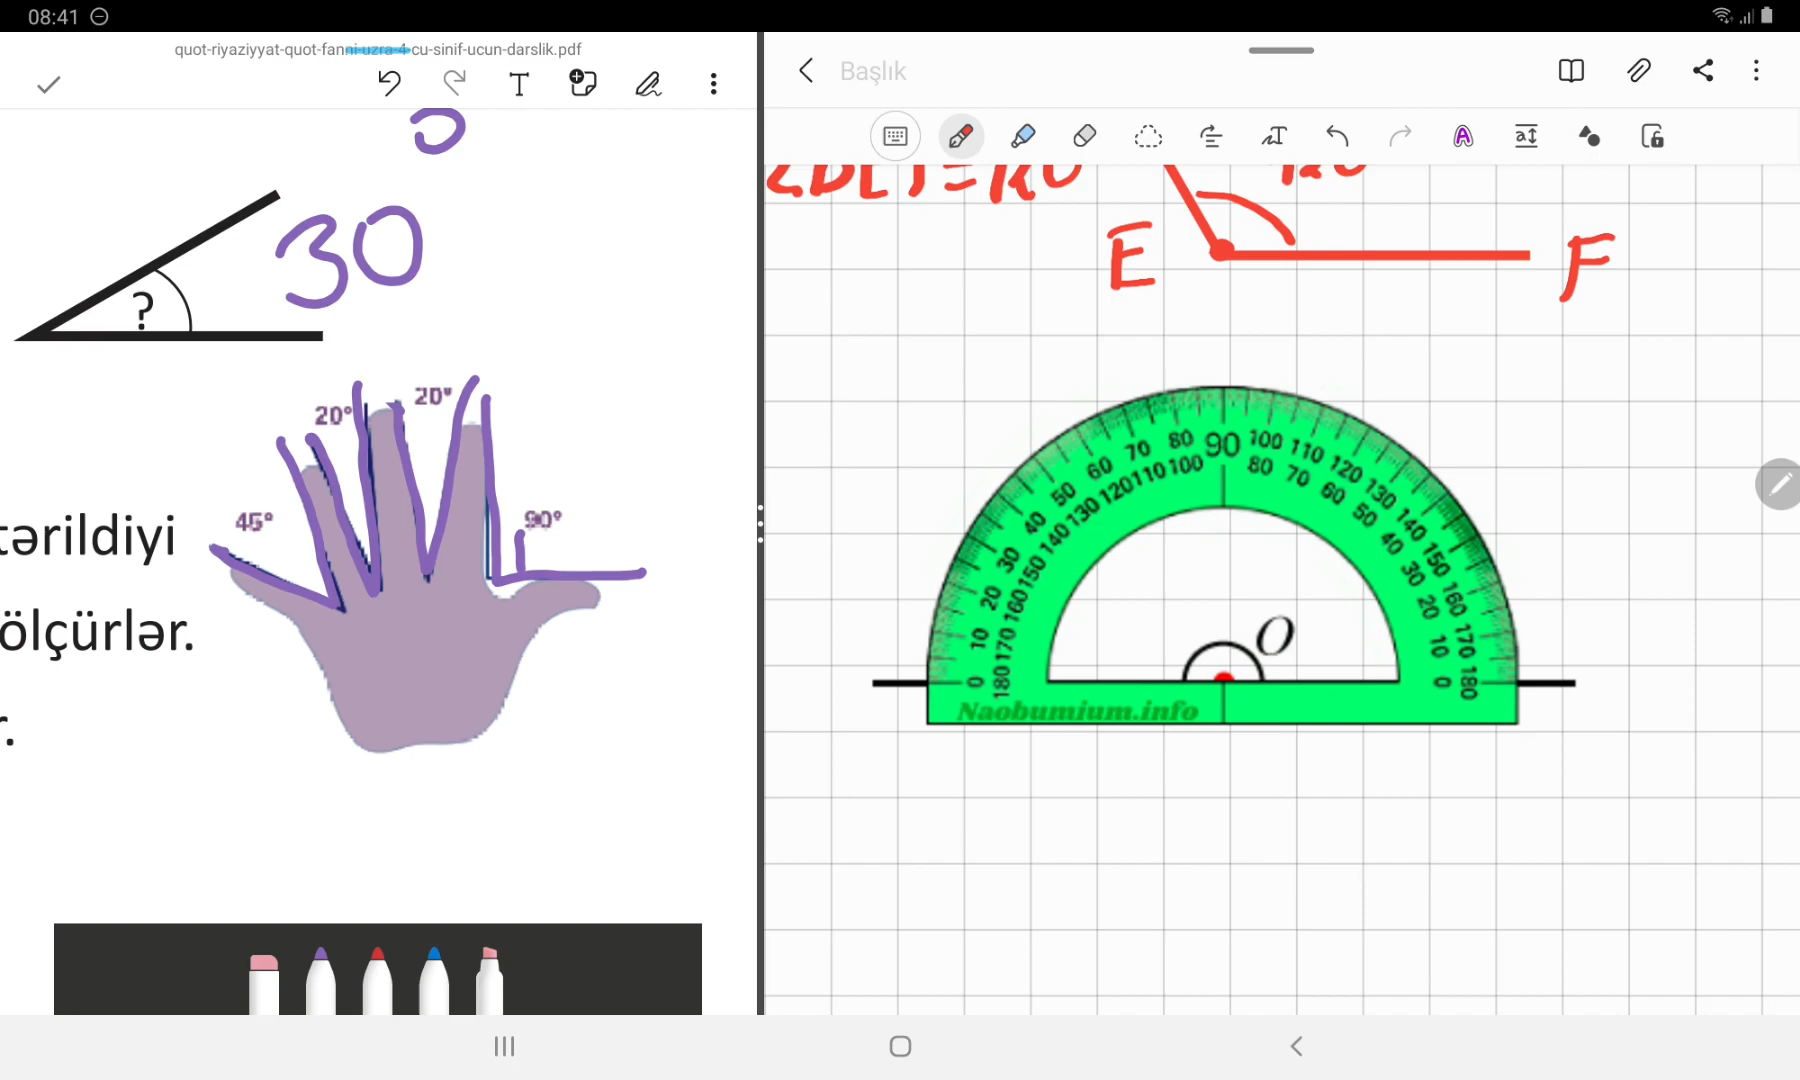 08:41
quot-riyaziyyat-quot-fanni-uzra-4-cu-sinif-ucun-darslik.pdf
T
30
?
20°
20°
45°
90°
tərildiyi
ölçürlər.
r.
Başlık
E
F
0 10 20 30 40 50 60 70 80 90 100 110 120 130 140 150 160 170 180
180 170 160 150 140 130 120 110 100 80 70 60 50 40 30 20 10 0
O
Naobumium.info